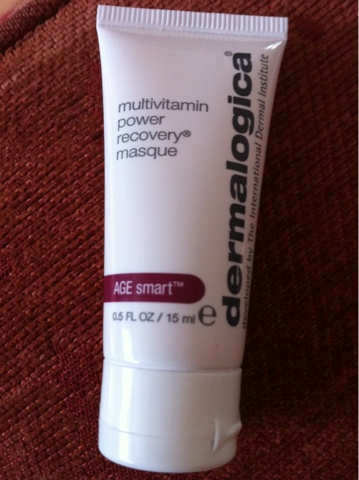 multivitamin
power
recovery®
masque
AGE smart™
0.5 FL OZ / 15 ml ℮
dermalogica®
developed by The International Dermal Institute